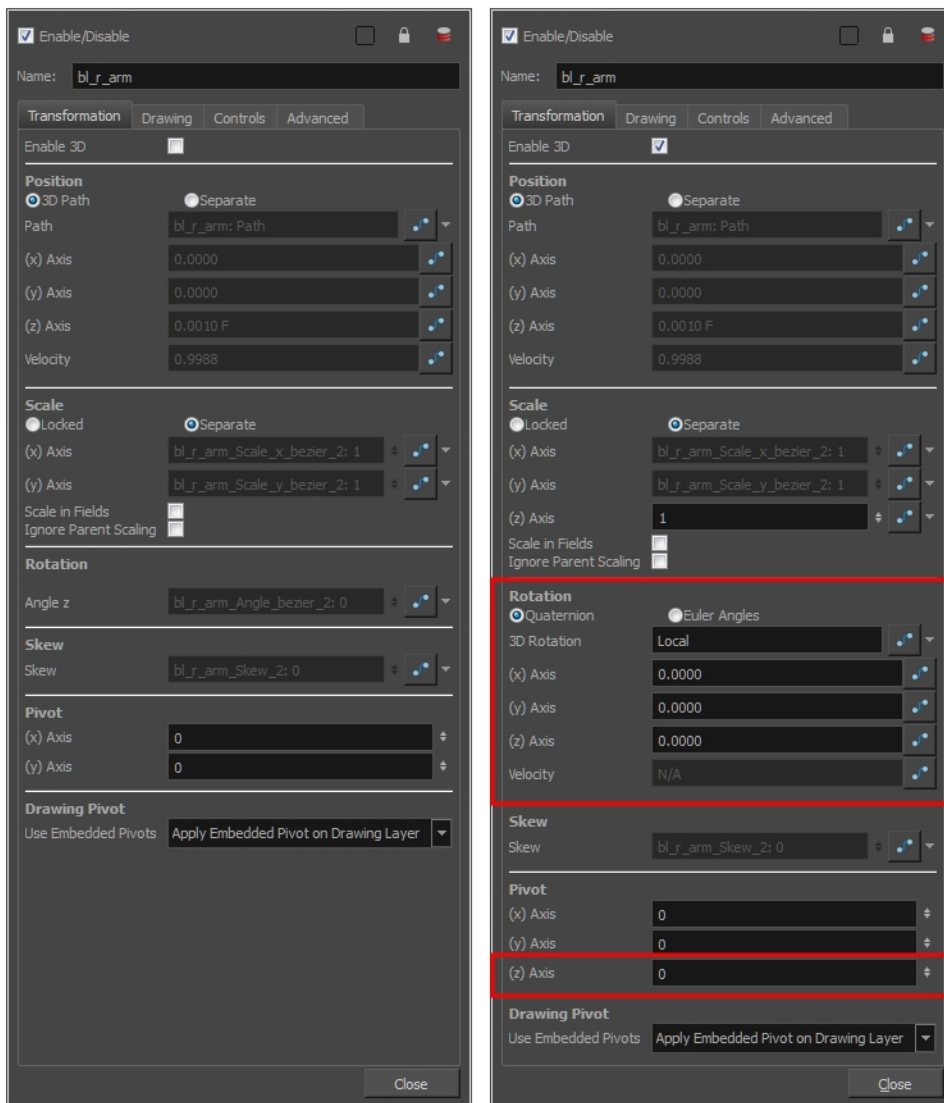 Enable/Disable
Name: bl_r_arm
Transformation Drawing Controls Advanced
Enable 3D
Position
3D Path Separate
Path bl_r_arm: Path
(x) Axis 0.0000
(y) Axis 0.0000
(z) Axis 0.0010 F
Velocity 0.9988
Scale
Locked Separate
(x) Axis bl_r_arm_Scale_x_bezier_2: 1
(y) Axis bl_r_arm_Scale_y_bezier_2: 1
Scale in Fields
Ignore Parent Scaling
Rotation
Angle z bl_r_arm_Angle_bezier_2: 0
Skew
Skew bl_r_arm_Skew_2: 0
Pivot
(x) Axis 0
(y) Axis 0
Drawing Pivot
Use Embedded Pivots Apply Embedded Pivot on Drawing Layer
Close
Enable/Disable
Name: bl_r_arm
Transformation Drawing Controls Advanced
Enable 3D
Position
3D Path Separate
Path bl_r_arm: Path
(x) Axis 0.0000
(y) Axis 0.0000
(z) Axis 0.0010 F
Velocity 0.9988
Scale
Locked Separate
(x) Axis bl_r_arm_Scale_x_bezier_2: 1
(y) Axis bl_r_arm_Scale_y_bezier_2: 1
(z) Axis 1
Scale in Fields
Ignore Parent Scaling
Rotation
Quaternion Euler Angles
3D Rotation Local
(x) Axis 0.0000
(y) Axis 0.0000
(z) Axis 0.0000
Velocity N/A
Skew
Skew bl_r_arm_Skew_2: 0
Pivot
(x) Axis 0
(y) Axis 0
(z) Axis 0
Drawing Pivot
Use Embedded Pivots Apply Embedded Pivot on Drawing Layer
Close